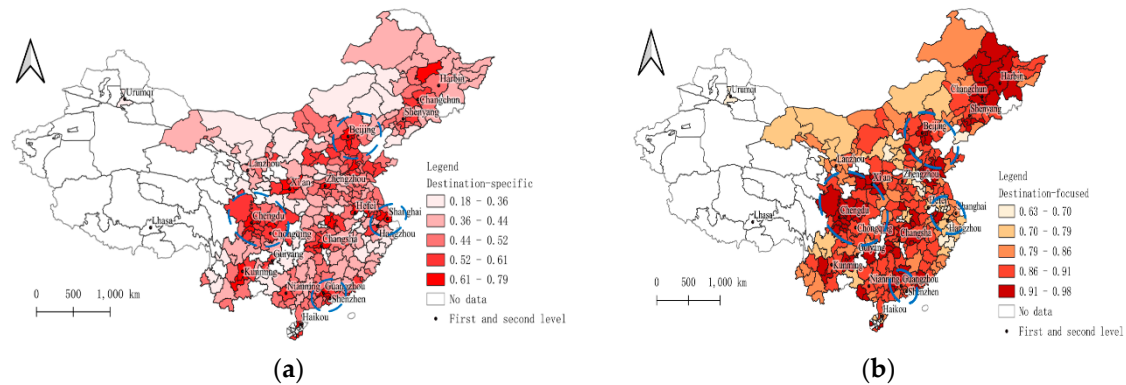 Urumqi
Lhasa
Harbin
Changchun
Shenyang
Beijing
Lanzhou
Xi'an
Zhengzhou
Hefei
Shanghai
Hangzhou
Chengdu
Chongqing
Changsha
Guiyang
Kunming
Nianning Guangzhou
Shenzhen
Haikou
Legend
Destination-specific
0.18 - 0.36
0.36 - 0.44
0.44 - 0.52
0.52 - 0.61
0.61 - 0.79
No data
First and second level
0 500 1,000 km
(a)
Urumqi
Lhasa
Harbin
Changchun
Shenyang
Beijing
Lanzhou
Xi'an
Zhengzhou
Shanghai
Hangzhou
Chengdu
Chongqing
Changsha
Guiyang
Kunming
Nianning Guangzhou
Shenzhen
Haikou
Legend
Destination-focused
0.63 - 0.70
0.70 - 0.79
0.79 - 0.86
0.86 - 0.91
0.91 - 0.98
No data
First and second level
0 500 1,000 km
(b)